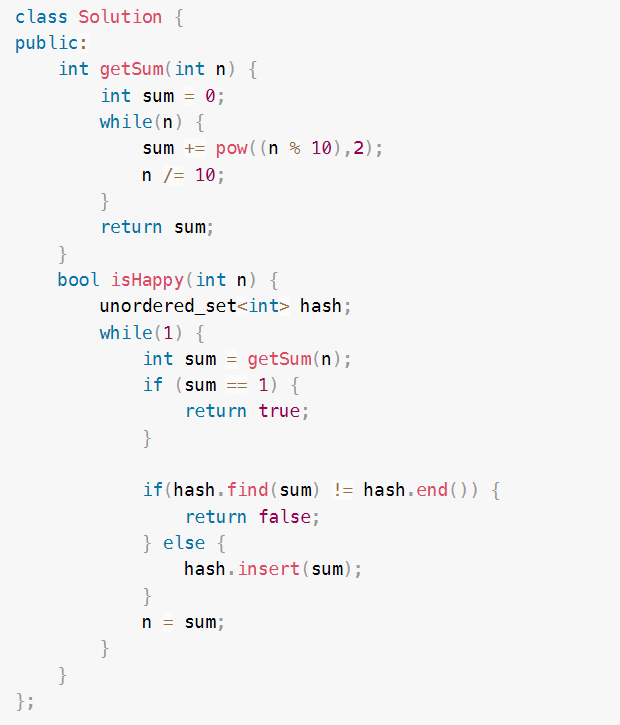 class Solution {
public:
    int getSum(int n) {
        int sum = 0;
        while(n) {
            sum += pow((n % 10),2);
            n /= 10;
        }
        return sum;
    }
    bool isHappy(int n) {
        unordered_set<int> hash;
        while(1) {
            int sum = getSum(n);
            if (sum == 1) {
                return true;
            }

            if(hash.find(sum) != hash.end()) {
                return false;
            } else {
                hash.insert(sum);
            }
            n = sum;
        }
    }
};